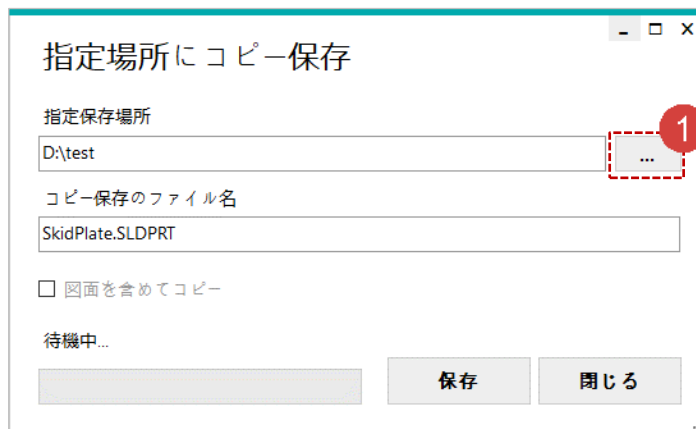 指定場所にコピー保存
指定保存場所
D:\test
...
1
コピー保存のファイル名
SkidPlate.SLDPRT
図面を含めてコピー
待機中...
保存
閉じる